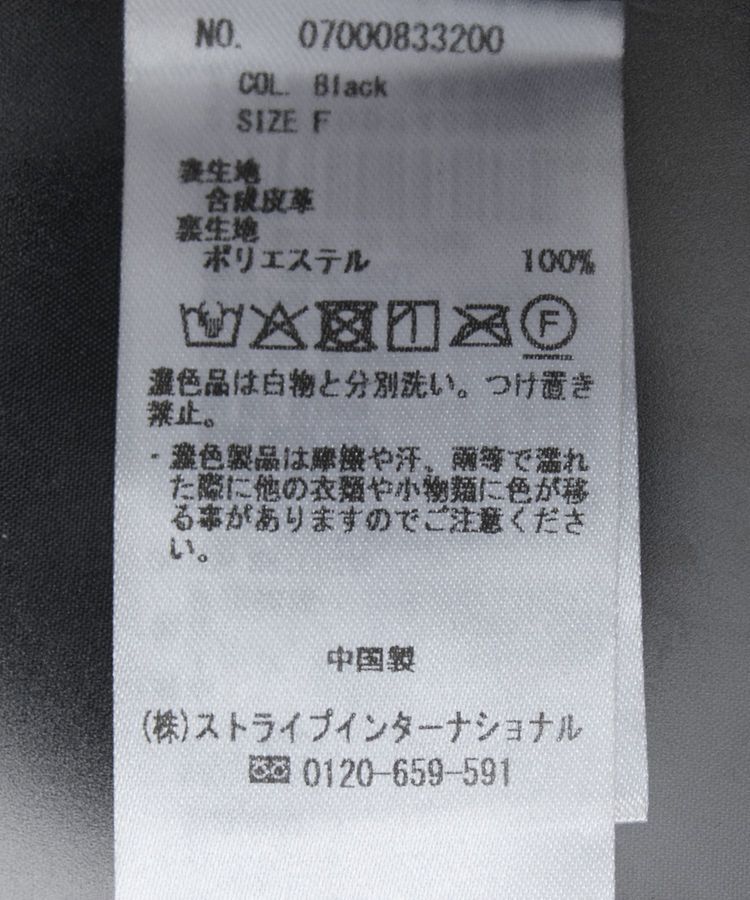 NO. 07000833200
COL. Black
SIZE F
表生地
合成皮革
裏生地
ポリエステル 100%
F
濃色品は白物と分別洗い。つけ置き
禁止。
・濃色製品は摩擦や汗、雨等で濡れ
た際に他の衣類や小物類に色が移
る事がありますのでご注意くださ
い。
中国製
(株)ストライプインターナショナル
0120-659-591